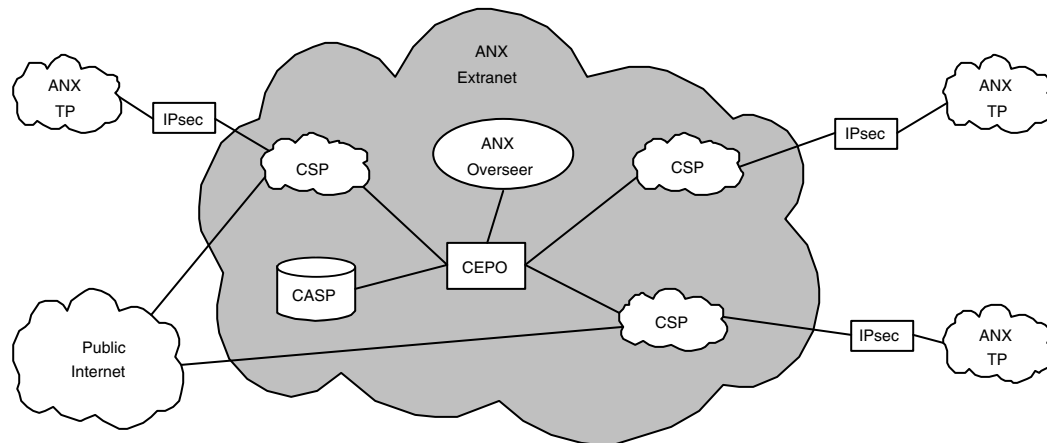 ANX
Extranet
ANX
TP
IPsec
CSP
ANX
Overseer
CSP
IPsec
ANX
TP
CEPO
CASP
CSP
Public
Internet
IPsec
ANX
TP